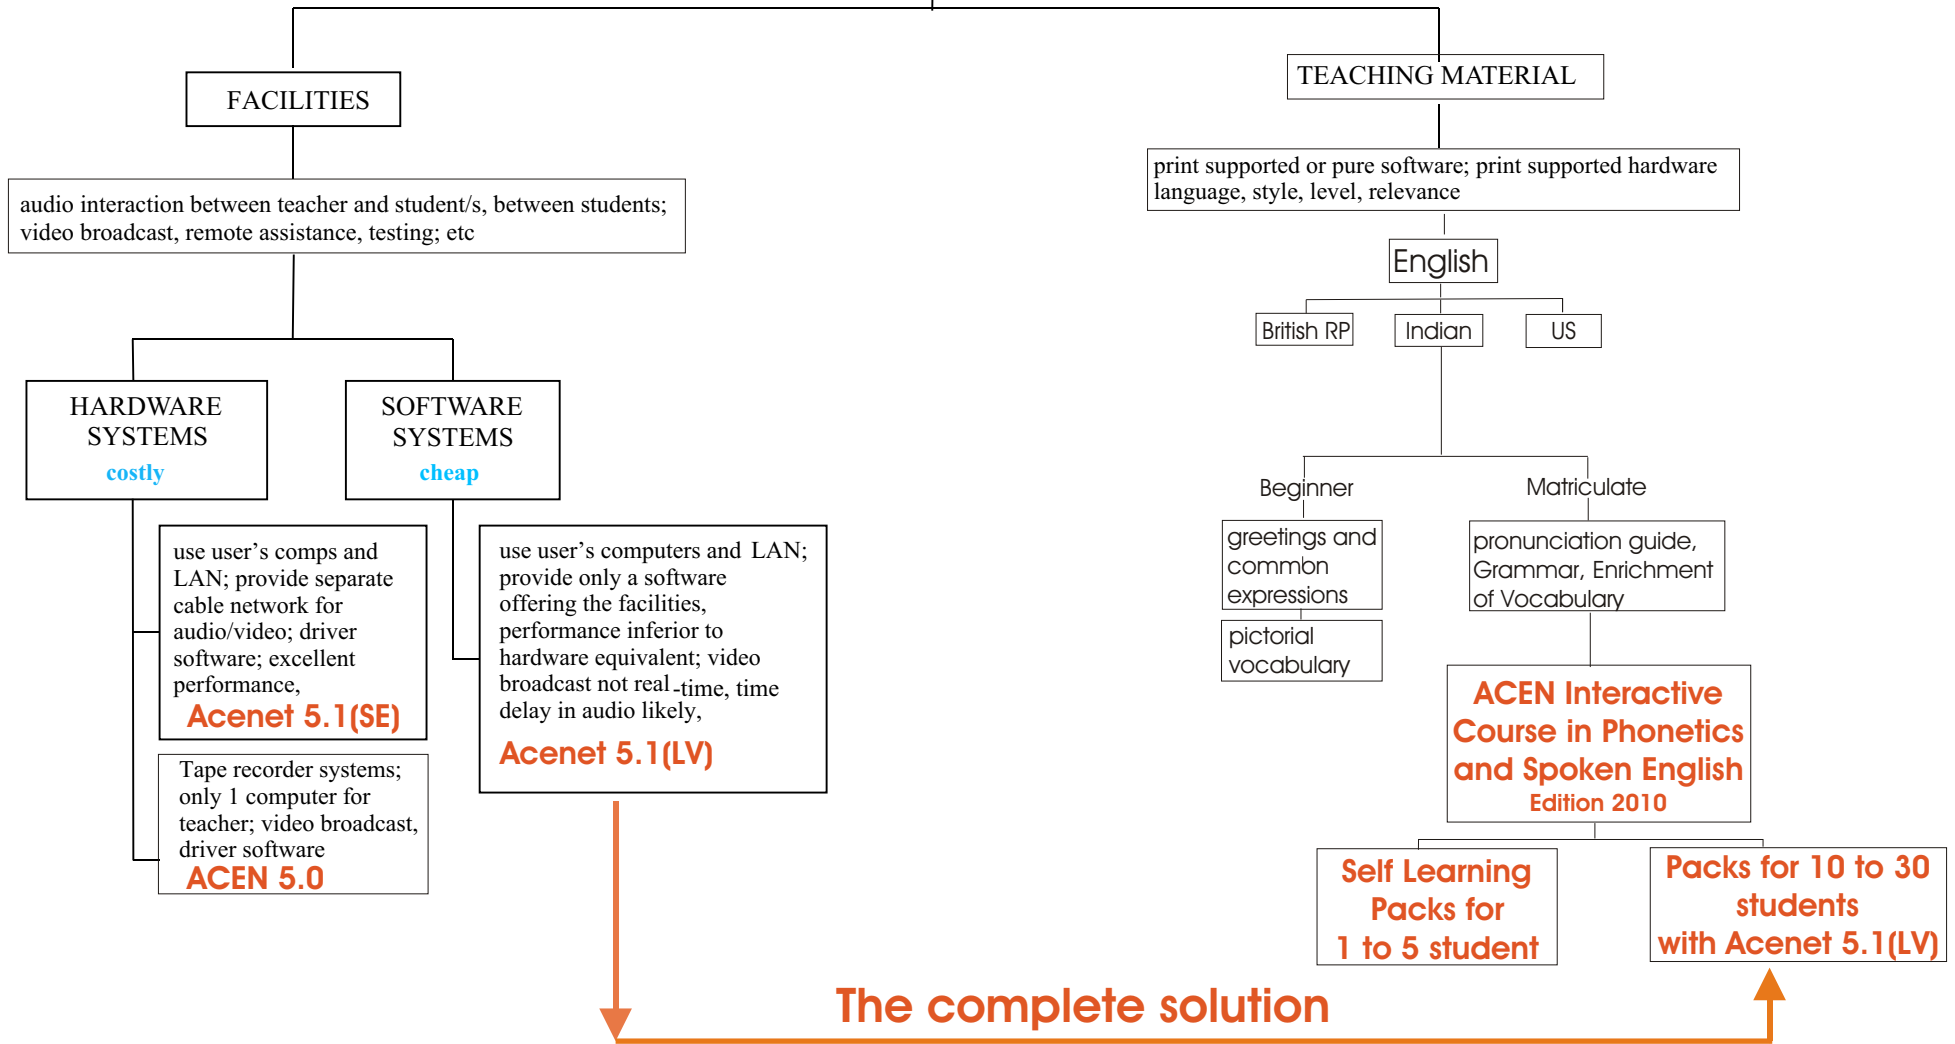 FACILITIES
audio interaction between teacher and student/s, between students;
video broadcast, remote assistance, testing; etc
HARDWARE
SYSTEMS
costly
use user's comps and
LAN; provide separate
cable network for
audio/video; driver
software; excellent
performance,
Acenet 5.1(SE)
Tape recorder systems;
only 1 computer for
teacher; video broadcast,
driver software
ACEN 5.0
SOFTWARE
SYSTEMS
cheap
use user's computers and LAN;
provide only a software
offering the facilities,
performance inferior to
hardware equivalent; video
broadcast not real-time, time
delay in audio likely,
Acenet 5.1(LV)
TEACHING MATERIAL
print supported or pure software; print supported hardware
language, style, level, relevance
English
British RP
Indian
US
Beginner
greetings and
common
expressions
pictorial
vocabulary
Matriculate
pronunciation guide,
Grammar, Enrichment
of Vocabulary
ACEN Interactive
Course in Phonetics
and Spoken English
Edition 2010
Self Learning
Packs for
1 to 5 student
Packs for 10 to 30
students
with Acenet 5.1(LV)
The complete solution